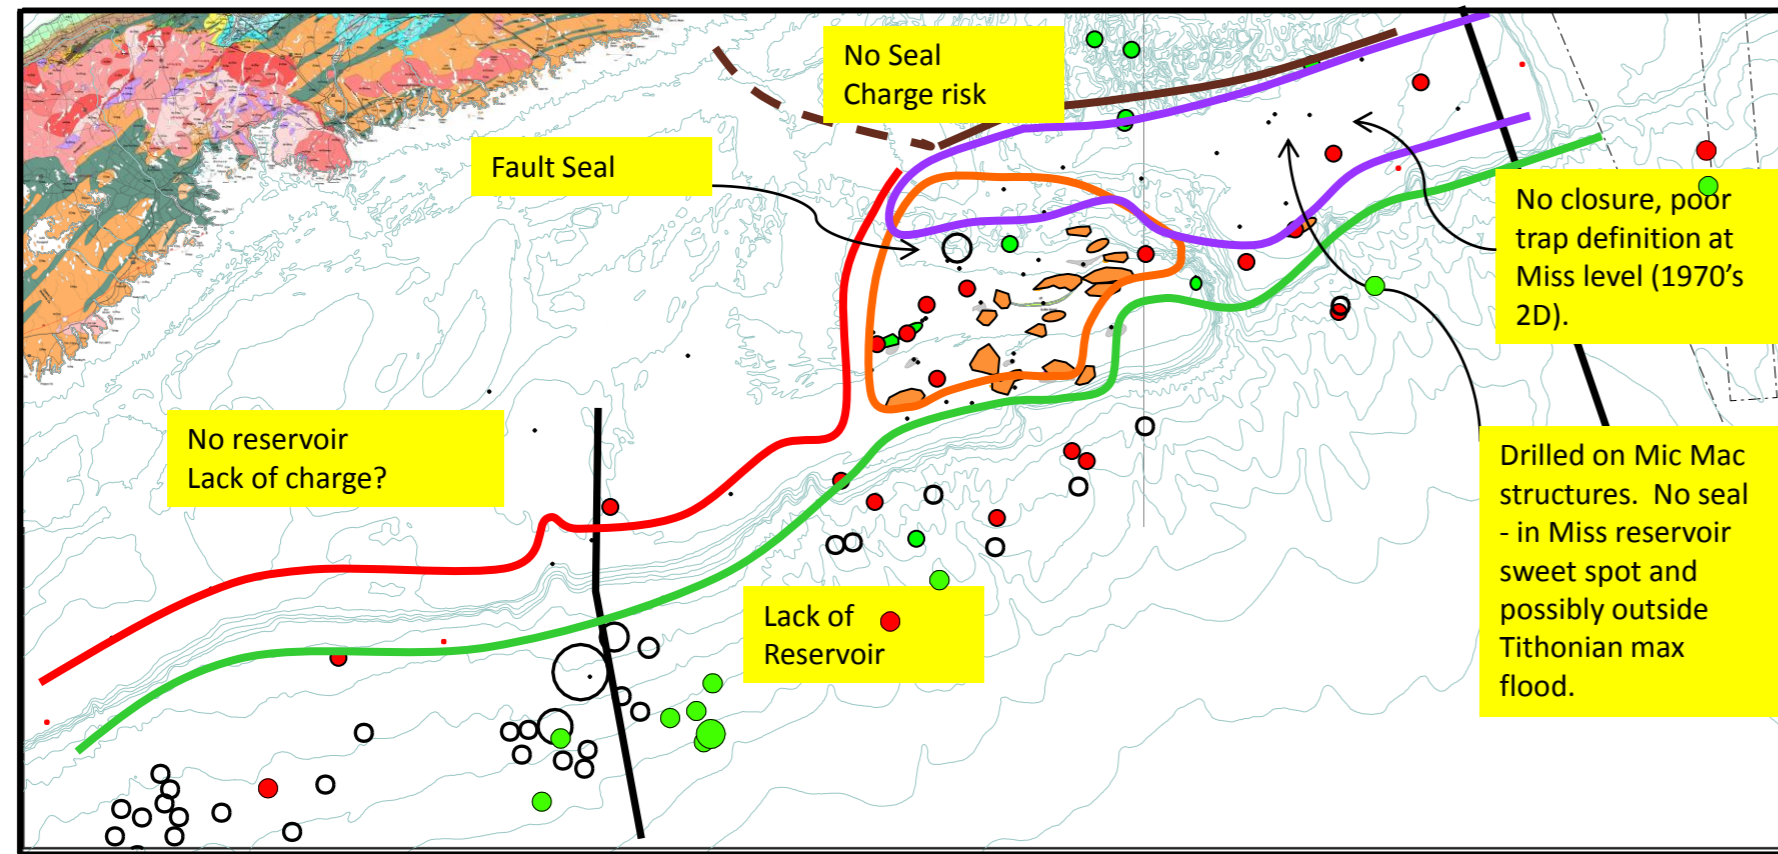 No Seal
Charge risk
Fault Seal
No closure, poor
trap definition at
Miss level (1970’s
2D).
No reservoir
Lack of charge?
Drilled on Mic Mac
structures.  No seal
- in Miss reservoir
sweet spot and
possibly outside
Tithonian max
flood.
Lack of
Reservoir